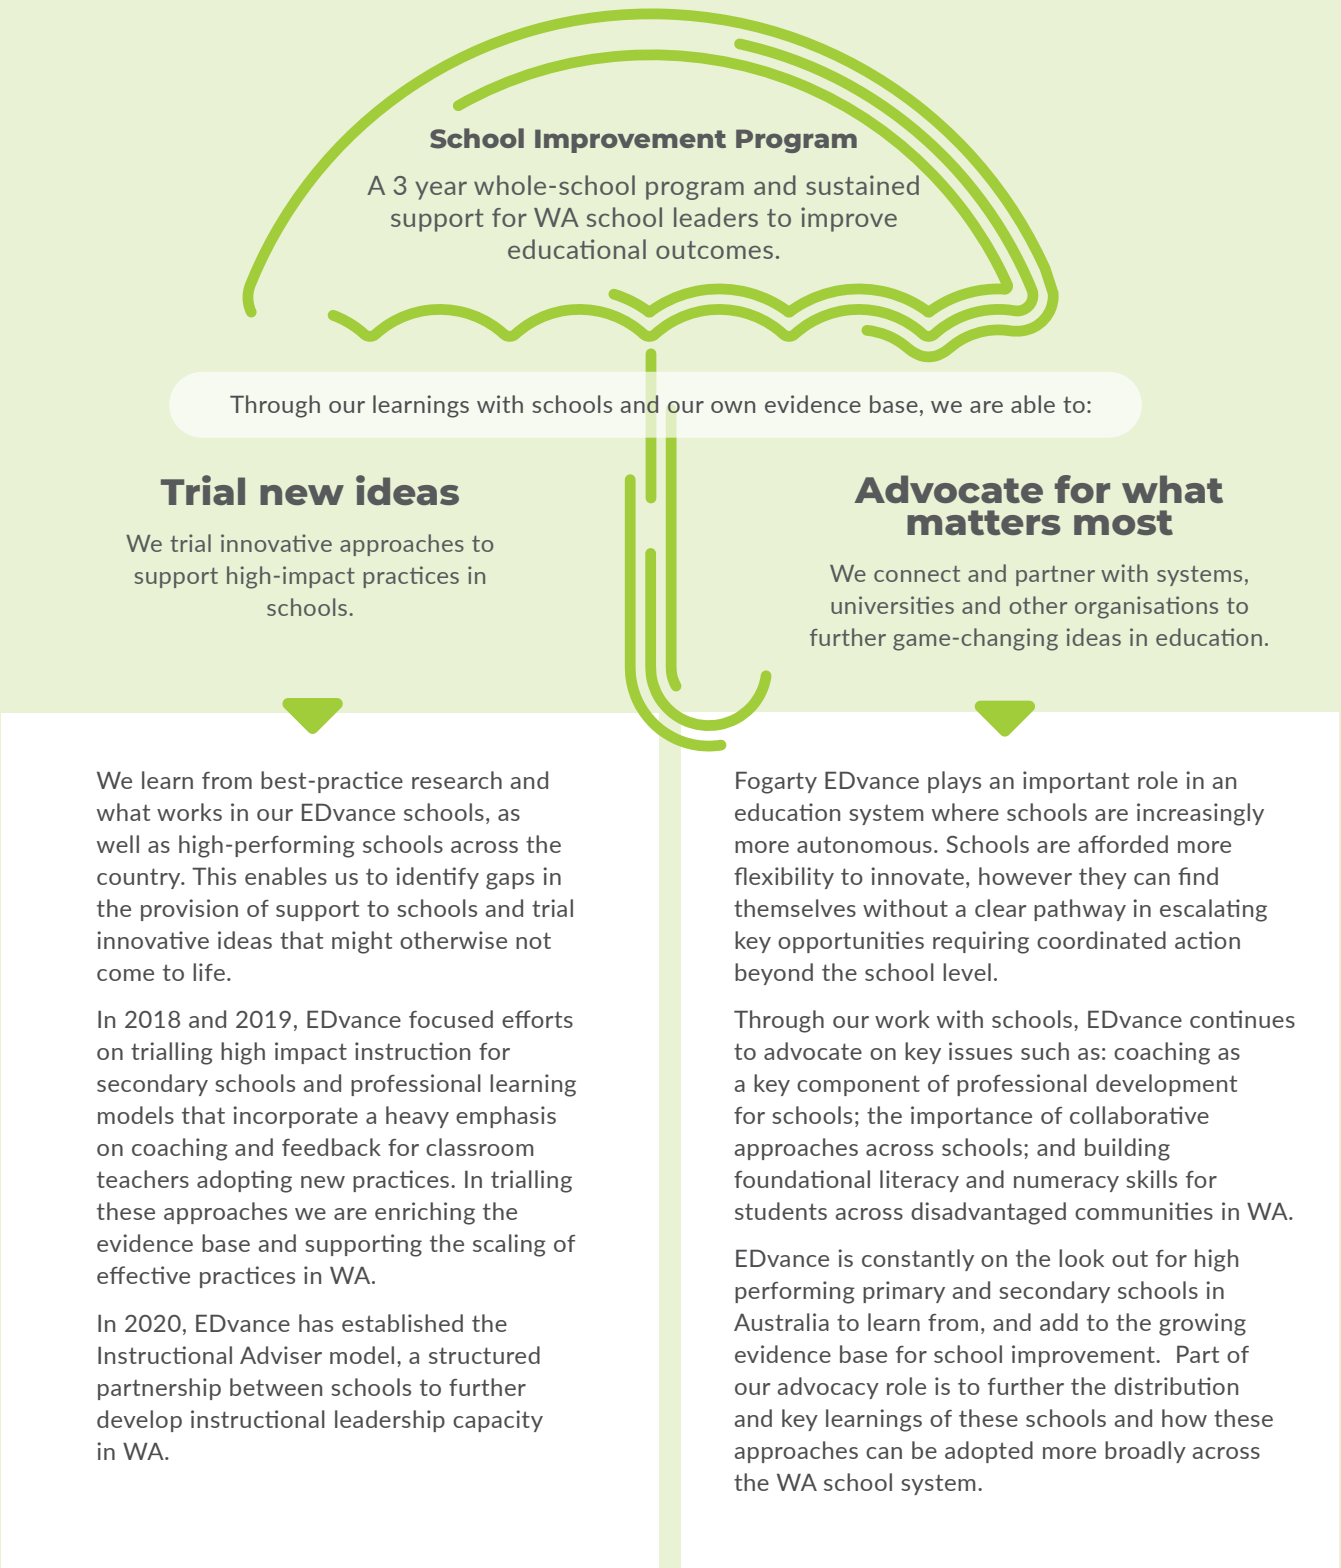 School Improvement Program
A 3 year whole-school program and sustained
support for WA school leaders to improve
educational outcomes.
Through our learnings with schools and our own evidence base, we are able to:
Trial new ideas
We trial innovative approaches to
support high-impact practices in
schools.
Advocate for what
matters most
We connect and partner with systems,
universities and other organisations to
further game-changing ideas in education.
We learn from best-practice research and
what works in our EDvance schools, as
well as high-performing schools across the
country. This enables us to identify gaps in
the provision of support to schools and trial
innovative ideas that might otherwise not
come to life.
In 2018 and 2019, EDvance focused efforts
on trialling high impact instruction for
secondary schools and professional learning
models that incorporate a heavy emphasis
on coaching and feedback for classroom
teachers adopting new practices. In trialling
these approaches we are enriching the
evidence base and supporting the scaling of
effective practices in WA.
In 2020, EDvance has established the
Instructional Adviser model, a structured
partnership between schools to further
develop instructional leadership capacity
in WA.
Fogarty EDvance plays an important role in an
education system where schools are increasingly
more autonomous. Schools are afforded more
flexibility to innovate, however they can find
themselves without a clear pathway in escalating
key opportunities requiring coordinated action
beyond the school level.
Through our work with schools, EDvance continues
to advocate on key issues such as: coaching as
a key component of professional development
for schools; the importance of collaborative
approaches across schools; and building
foundational literacy and numeracy skills for
students across disadvantaged communities in WA.
EDvance is constantly on the look out for high
performing primary and secondary schools in
Australia to learn from, and add to the growing
evidence base for school improvement.  Part of
our advocacy role is to further the distribution
and key learnings of these schools and how these
approaches can be adopted more broadly across
the WA school system.